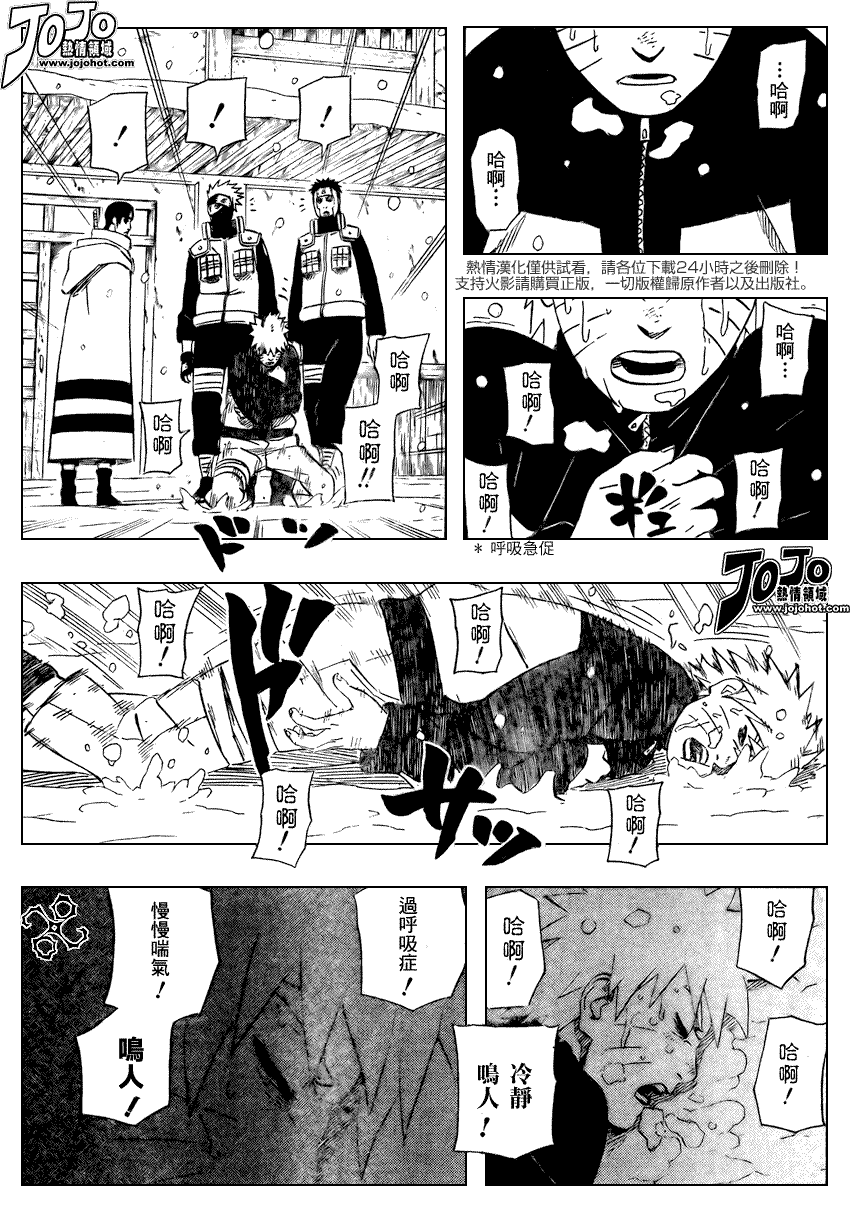 JOJO
熱情領域
www.jojohot.com
…哈啊
哈啊…
熱情漢化僅供試看，請各位下載24小時之後刪除！
支持火影請購買正版，一切版權歸原作者以及出版社。
哈啊…
哈啊！
哈啊！
哈啊！
ギュ
＊ 呼吸急促
！
！
！
哈啊！！
哈啊！
ドッ
JOJO
熱情領域
www.jojohot.com
哈啊！
哈啊！
哈啊！
哈啊！
ドサッ
哈啊！
哈啊！
哈啊！
冷靜
鳴人！
過呼吸症！
慢慢喘氣！
鳴人！